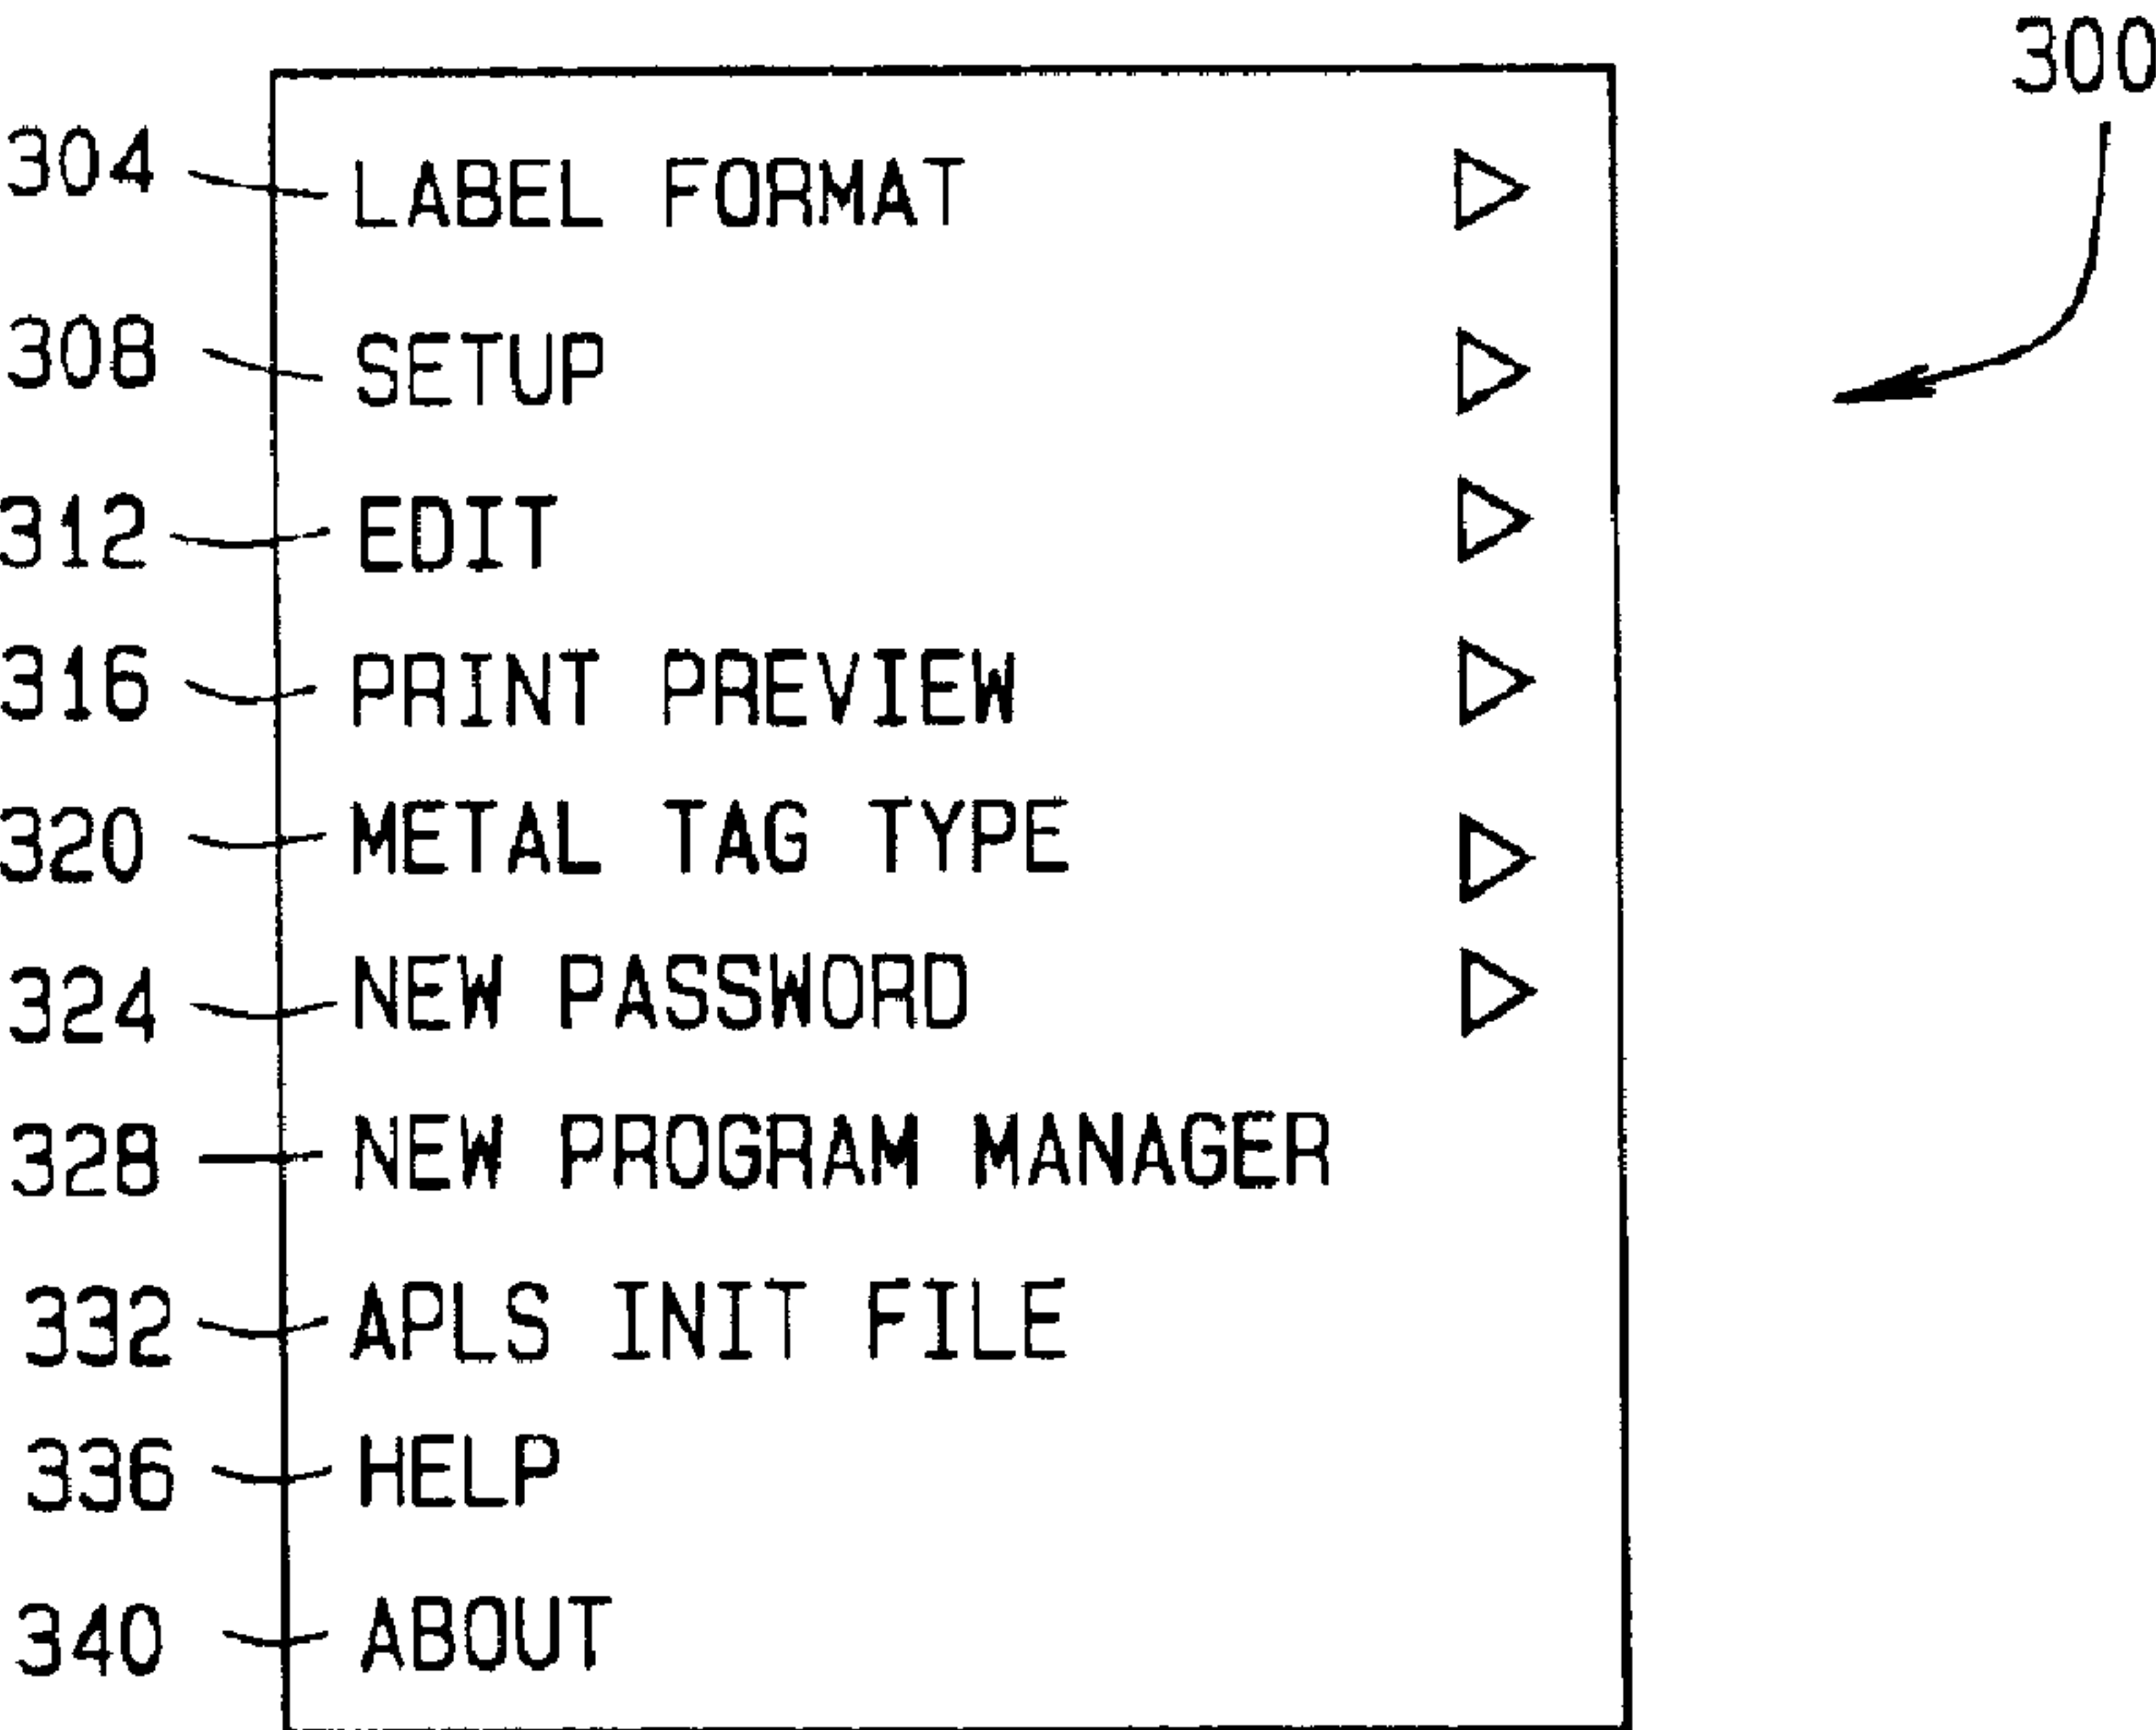 300
304 LABEL FORMAT
308 SETUP
312 EDIT
316 PRINT PREVIEW
320 METAL TAG TYPE
324 NEW PASSWORD
328 NEW PROGRAM MANAGER
332 APLS INIT FILE
336 HELP
340 ABOUT